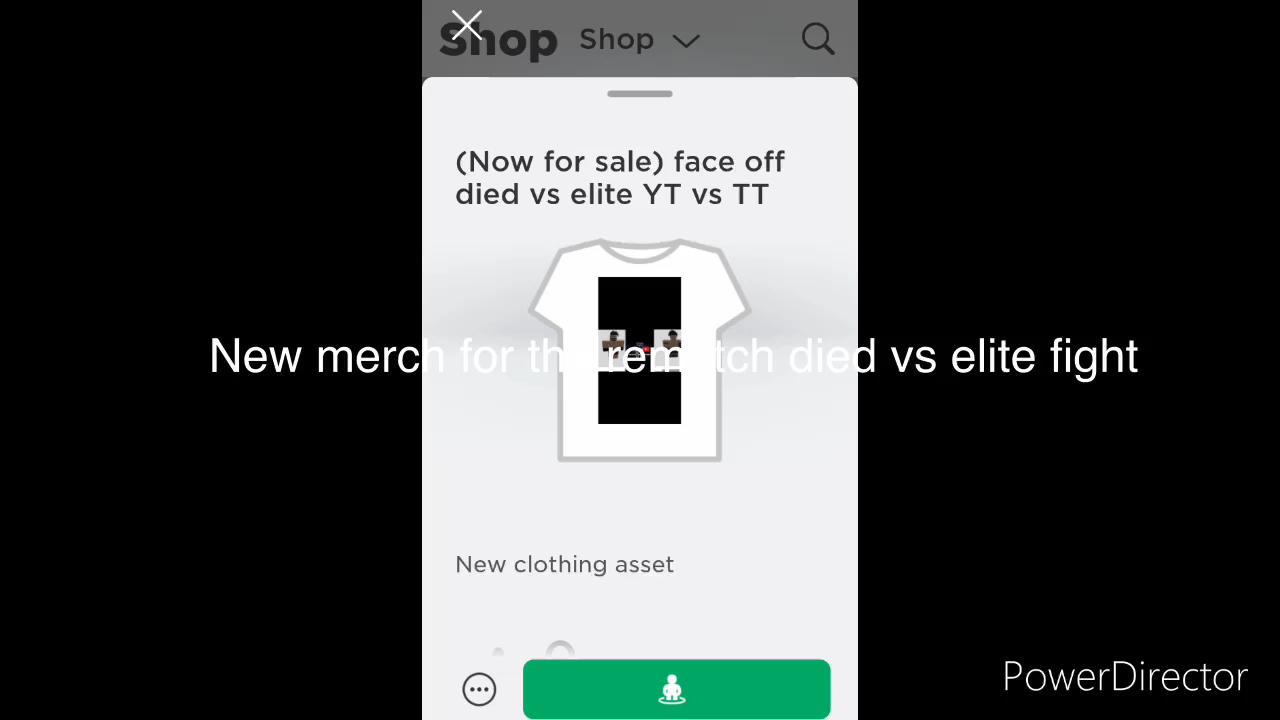 Shop Shop
(Now for sale) face off
died vs elite YT vs TT
New merch for the rematch died vs elite fight
New clothing asset
PowerDirector